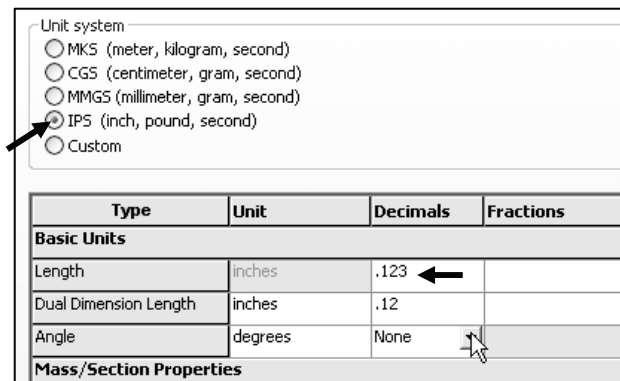 Unit system
MKS (meter, kilogram, second)
CGS (centimeter, gram, second)
MMGS (millimeter, gram, second)
IPS (inch, pound, second)
Custom
Type Unit Decimals Fractions
Basic Units
Length inches .123
Dual Dimension Length inches .12
Angle degrees None
Mass/Section Properties